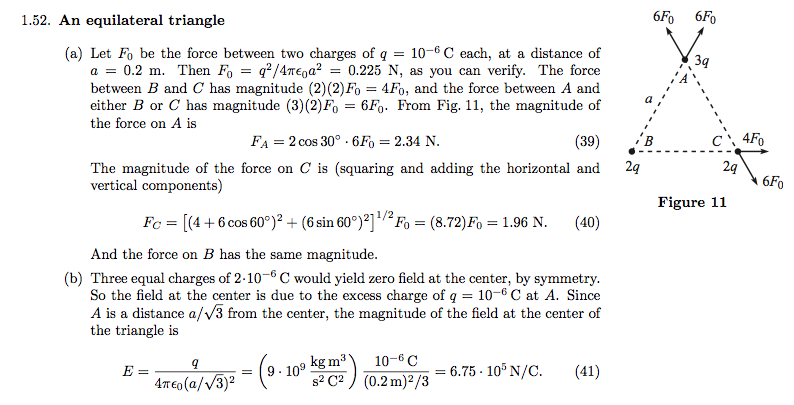 1.52. An equilateral triangle
(a) Let F₀ be the force between two charges of q = 10⁻⁶ C each, at a distance of
a = 0.2 m. Then F₀ = q²/4πϵ₀a² = 0.225 N, as you can verify. The force
between B and C has magnitude (2)(2)F₀ = 4F₀, and the force between A and
either B or C has magnitude (3)(2)F₀ = 6F₀. From Fig. 11, the magnitude of
the force on A is
F_A = 2 cos 30° · 6F₀ = 2.34 N. (39)
The magnitude of the force on C is (squaring and adding the horizontal and
vertical components)
F_C = [(4 + 6 cos 60°)² + (6 sin 60°)²]^{1/2} F₀ = (8.72)F₀ = 1.96 N. (40)
And the force on B has the same magnitude.
(b) Three equal charges of 2·10⁻⁶ C would yield zero field at the center, by symmetry.
So the field at the center is due to the excess charge of q = 10⁻⁶ C at A. Since
A is a distance a/√3 from the center, the magnitude of the field at the center of
the triangle is
E = q/4πϵ₀(a/√3)² = (9 · 10⁹ kg m³/s² C²) 10⁻⁶ C/(0.2 m)²/3 = 6.75 · 10⁵ N/C. (41)
6F₀ 6F₀
3q
A
a
B C 4F₀
2q 2q
6F₀
Figure 11